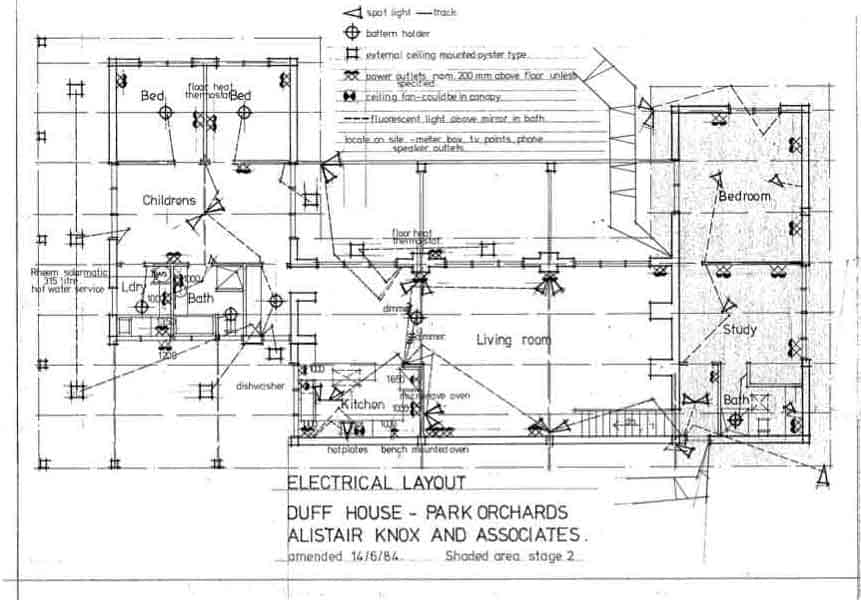 spot light — track
battern holder
external ceiling mounted oyster type.
power outlets nom. 200 mm above floor unless
specified.
ceiling fan-could be in canopy
fluorescent light above mirror in bath.
locate on site - meter box, t.v. points, phone
speaker outlets.
Bed
floor heat
thermostat
Bed
Childrens
Bedroom
floor heat
thermostat
Rheem solarmatic
315 litre
hot water service
Ldry
1000
Bath
1200
dimmer
dimmer
Living room
Study
dishwasher
1000
1650
microwave oven
Kitchen
1000
1000
Bath
hotplates
bench mounted oven
ELECTRICAL LAYOUT
DUFF HOUSE - PARK ORCHARDS
ALISTAIR KNOX AND ASSOCIATES.
amended 14/6/84.
Shaded area stage 2